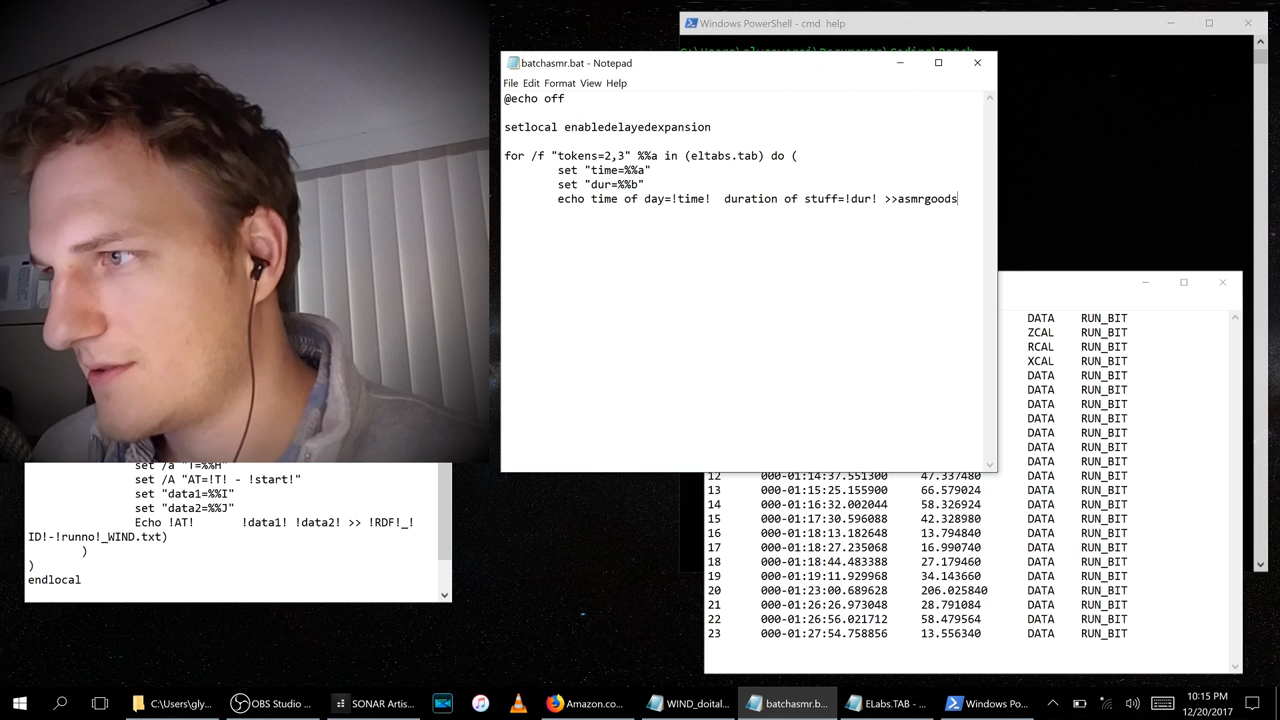 Windows PowerShell - cmd help
batchasmr.bat - Notepad
File Edit Format View Help
@echo off
setlocal enabledelayedexpansion
for /f "tokens=2,3" %%a in (eltabs.tab) do (
set "time=%%a"
set "dur=%%b"
echo time of day=!time! duration of stuff=!dur! >>asmrgoods
DATA RUN_BIT
ZCAL RUN_BIT
RCAL RUN_BIT
XCAL RUN_BIT
DATA RUN_BIT
DATA RUN_BIT
DATA RUN_BIT
DATA RUN_BIT
DATA RUN_BIT
DATA RUN_BIT
DATA RUN_BIT
12 000-01:14:37.551300 47.337480 DATA RUN_BIT
13 000-01:15:25.155900 66.579024 DATA RUN_BIT
14 000-01:16:32.002044 58.326924 DATA RUN_BIT
15 000-01:17:30.596088 42.328980 DATA RUN_BIT
16 000-01:18:13.182648 13.794840 DATA RUN_BIT
17 000-01:18:27.235068 16.990740 DATA RUN_BIT
18 000-01:18:44.483388 27.179460 DATA RUN_BIT
19 000-01:19:11.929968 34.143660 DATA RUN_BIT
20 000-01:23:00.689628 206.025840 DATA RUN_BIT
21 000-01:26:26.973048 28.791084 DATA RUN_BIT
22 000-01:26:56.021712 58.479564 DATA RUN_BIT
23 000-01:27:54.758856 13.556340 DATA RUN_BIT
set /a "T=%%H"
set /A "AT=!T! - !start!"
set "data1=%%I"
set "data2=%%J"
Echo !AT! !data1! !data2! >> !RDF!_!
ID!-!runno!_WIND.txt)
)
)
endlocal
C:\Users\gly...
OBS Studio ...
SONAR Artis...
Amazon.co...
WIND_doital...
batchasmr.b...
ELabs.TAB - ...
Windows Po...
10:15 PM
12/20/2017